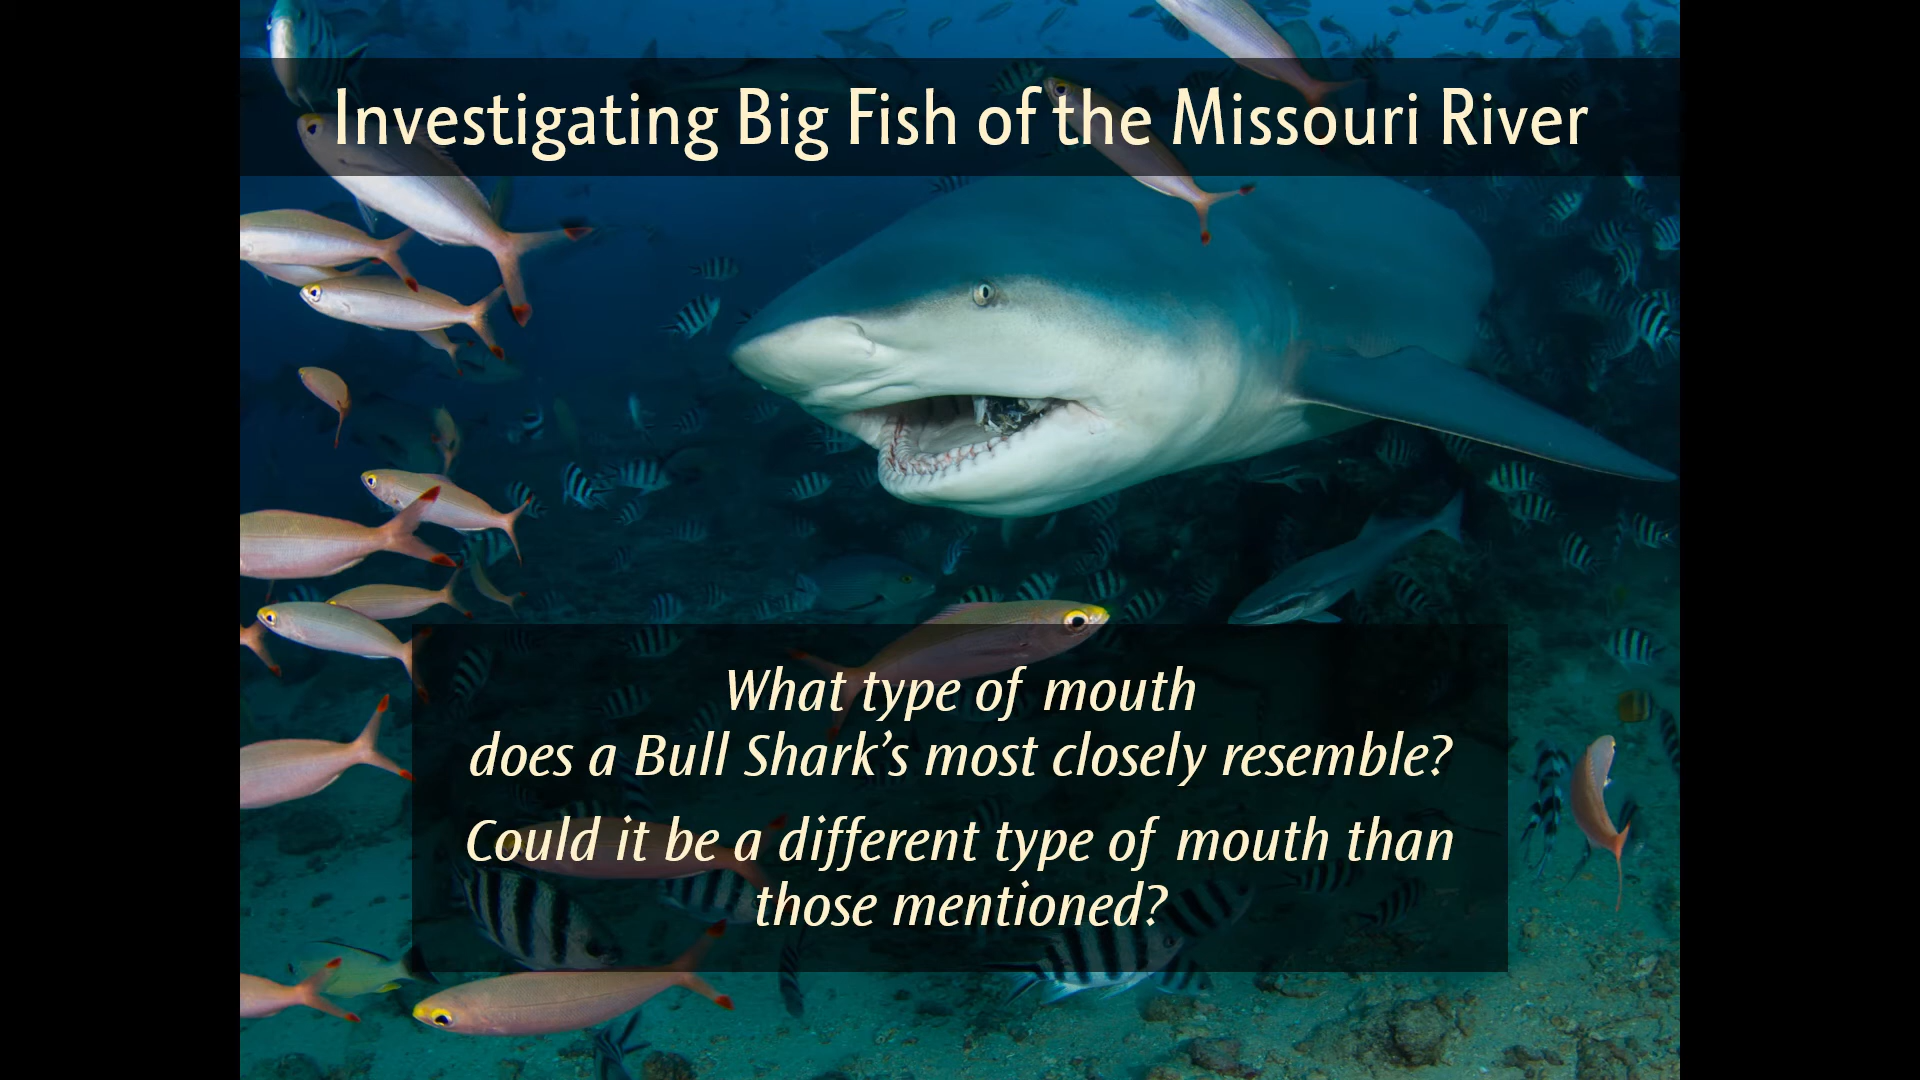 Investigating Big Fish of the Missouri River
What type of mouth
does a Bull Shark’s most closely resemble?
Could it be a different type of mouth than
those mentioned?